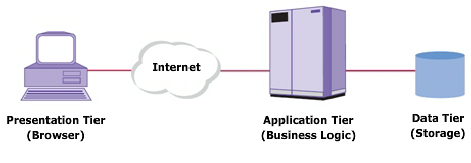 Internet
Presentation Tier
(Browser)
Application Tier
(Business Logic)
Data Tier
(Storage)